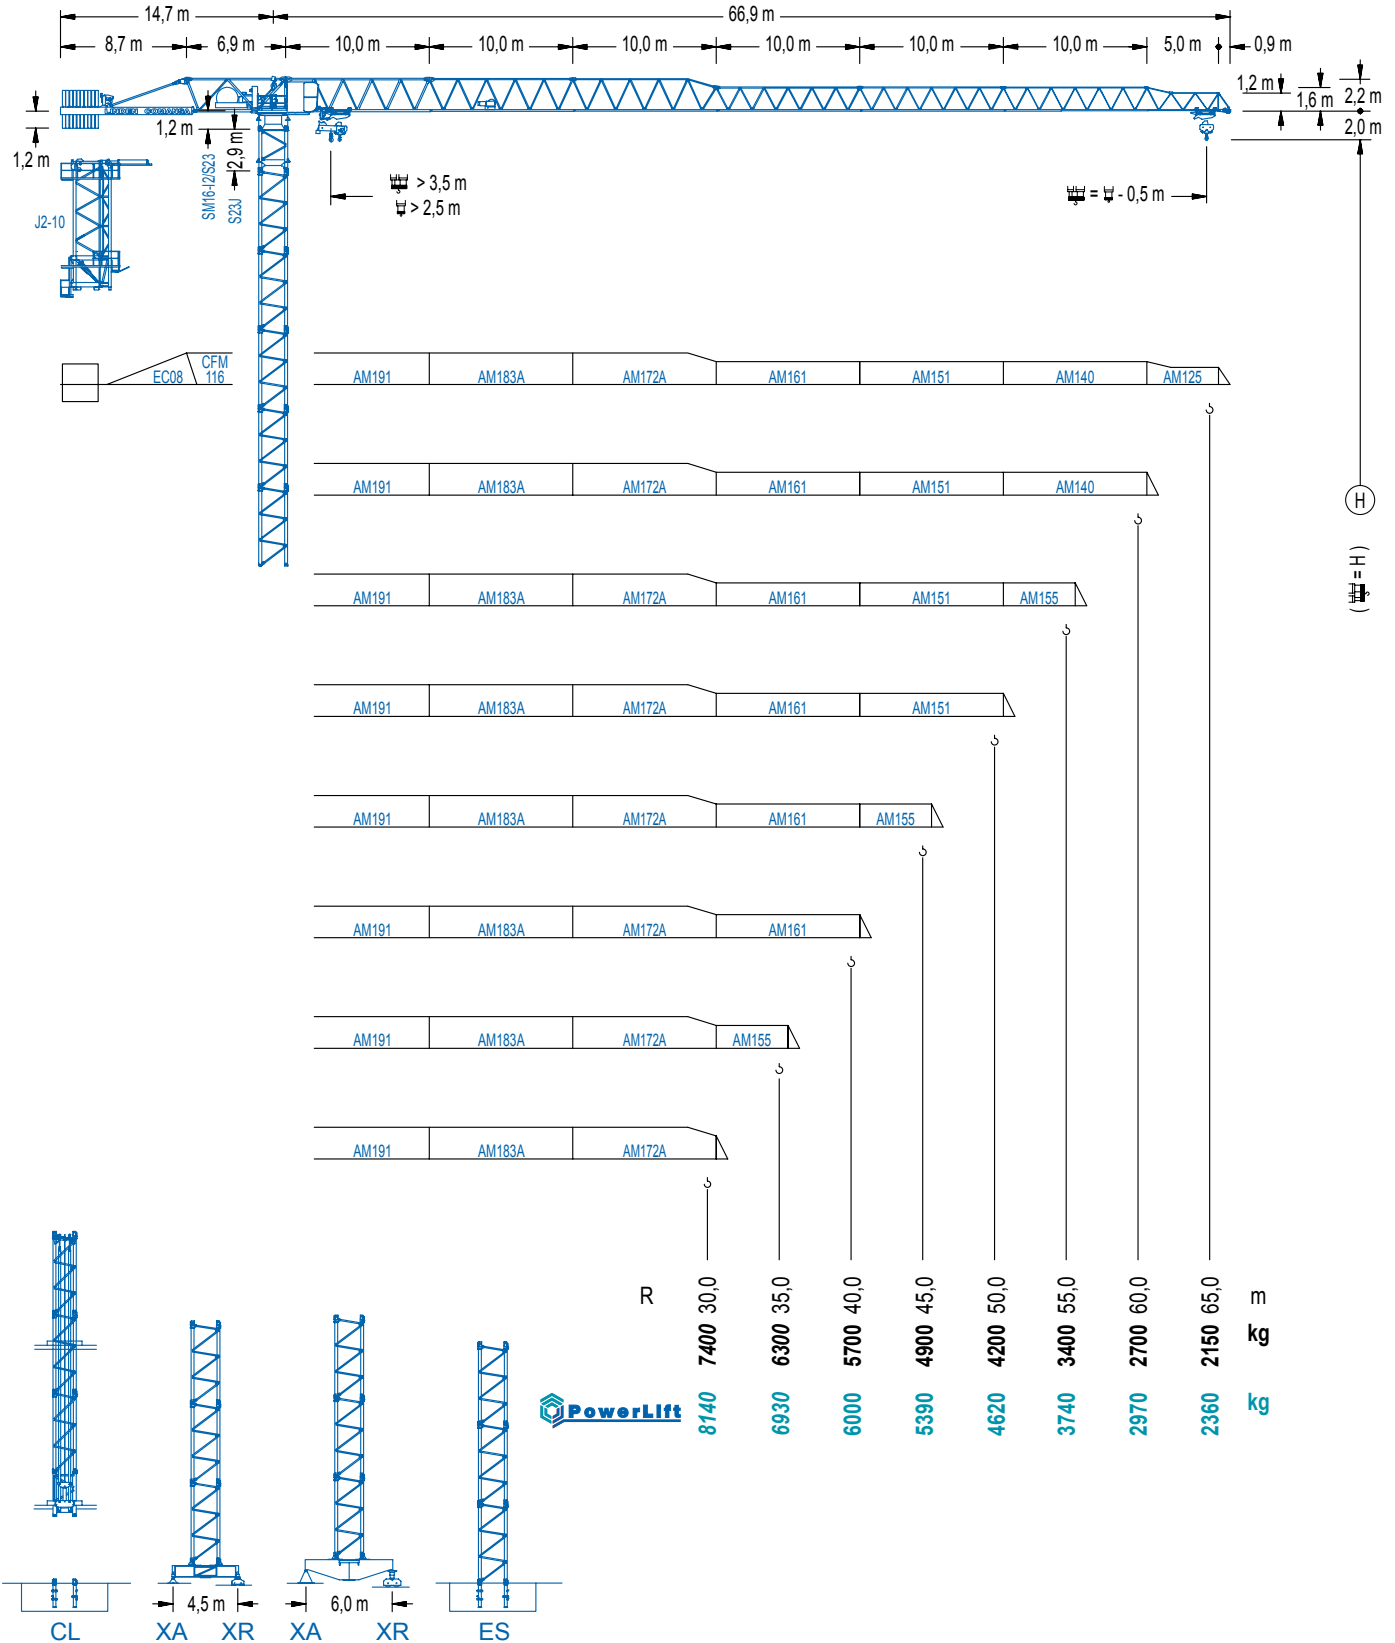 14,7 m 66,9 m
8,7 m 6,9 m 10,0 m 10,0 m 10,0 m 10,0 m 10,0 m 10,0 m 5,0 m 0,9 m
LINDEN COMANSA
1,2 m 1,6 m 2,2 m
2,0 m
1,2 m
1,2 m
2,9 m
SM16-I2/S23
S23J
> 3,5 m
> 2,5 m
= - 0,5 m
J2-10
EC08 CFM 116 AM191 AM183A AM172A AM161 AM151 AM140 AM125
AM191 AM183A AM172A AM161 AM151 AM140
H
( = H )
AM191 AM183A AM172A AM161 AM151 AM155
AM191 AM183A AM172A AM161 AM151
AM191 AM183A AM172A AM161 AM155
AM191 AM183A AM172A AM161
AM191 AM183A AM172A AM155
AM191 AM183A AM172A
R 30,0 35,0 40,0 45,0 50,0 55,0 60,0 65,0 m
7400 6300 5700 4900 4200 3400 2700 2150 kg
PowerLift 8140 6930 6000 5390 4620 3740 2970 2360 kg
4,5 m 6,0 m
CL XA XR XA XR ES